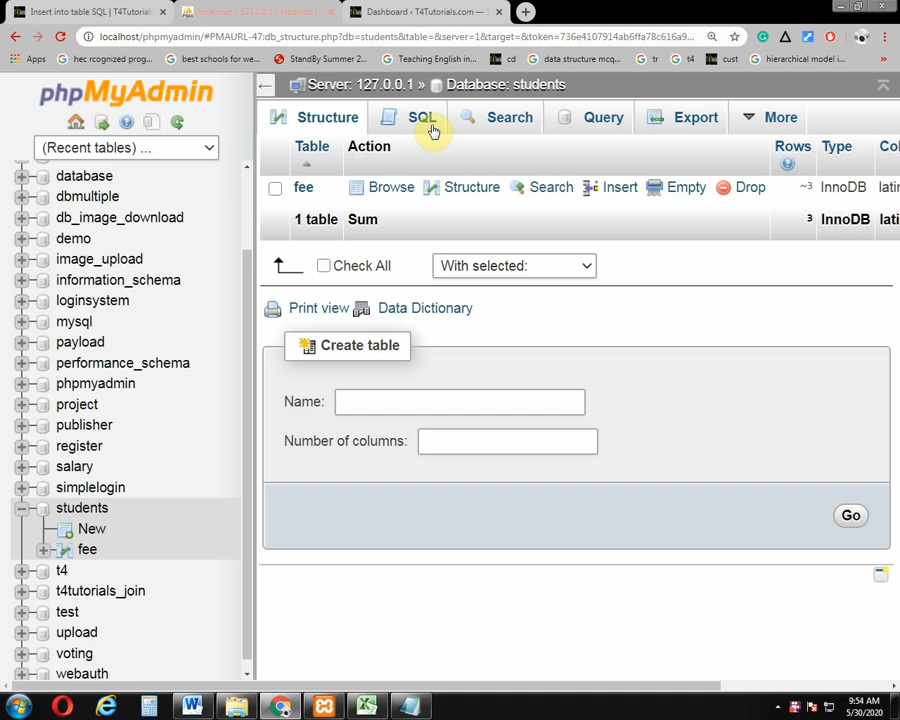 Insert into table SQL | T4Tutorials
localhost / 127.0.0.1 / students |
Dashboard ‹ T4Tutorials.com —
localhost/phpmyadmin/#PMAURL-47:db_structure.php?db=students&table=&server=1&target=&token=736e4107914ab6ffa78c616a9...
Apps hec rcognized prog... best schools for we... StandBy Summer 2... Teaching English in... cd data structure mcq... tr t4 cust hierarchical model i...
phpMyAdmin
(Recent tables) ...
database
dbmultiple
db_image_download
demo
image_upload
information_schema
loginsystem
mysql
payload
performance_schema
phpmyadmin
project
publisher
register
salary
simplelogin
students
New
fee
t4
t4tutorials_join
test
upload
voting
webauth
Server: 127.0.0.1 » Database: students
Structure SQL Search Query Export More
Table Action Rows Type Col
fee Browse Structure Search Insert Empty Drop ~3 InnoDB latin
1 table Sum 3 InnoDB latin
Check All With selected:
Print view Data Dictionary
Create table
Name:
Number of columns:
Go
9:54 AM
5/30/2020